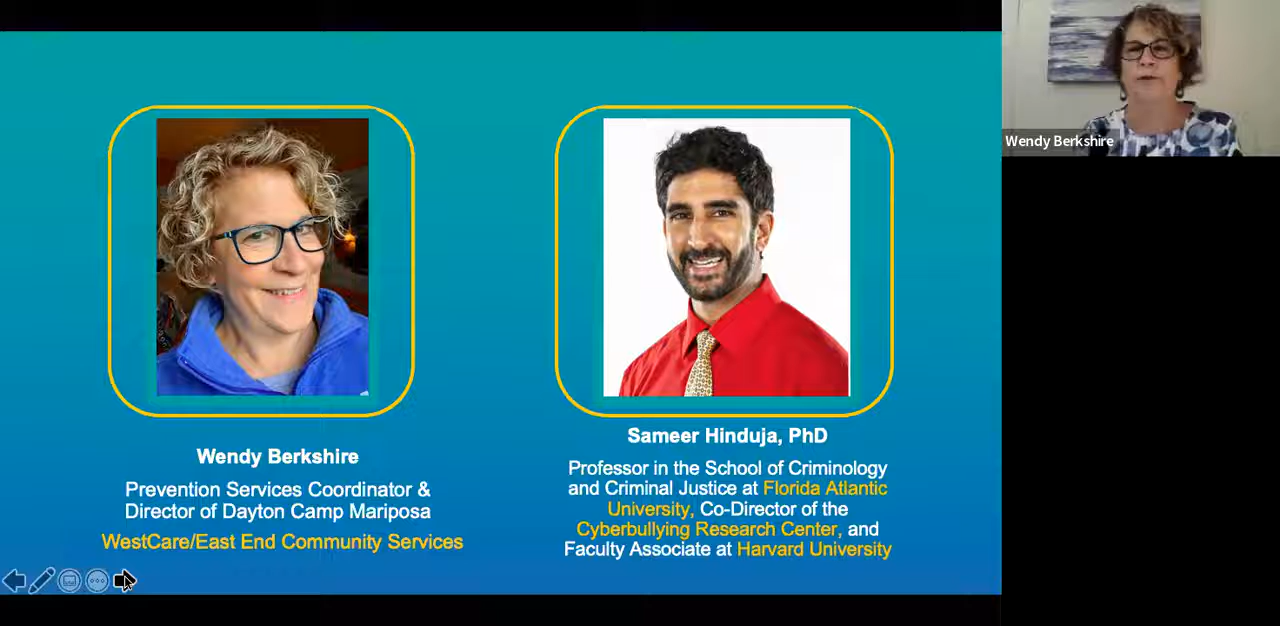 Wendy Berkshire
Prevention Services Coordinator &
Director of Dayton Camp Mariposa
WestCare/East End Community Services
Sameer Hinduja, PhD
Professor in the School of Criminology
and Criminal Justice at Florida Atlantic
University, Co-Director of the
Cyberbullying Research Center, and
Faculty Associate at Harvard University
Wendy Berkshire